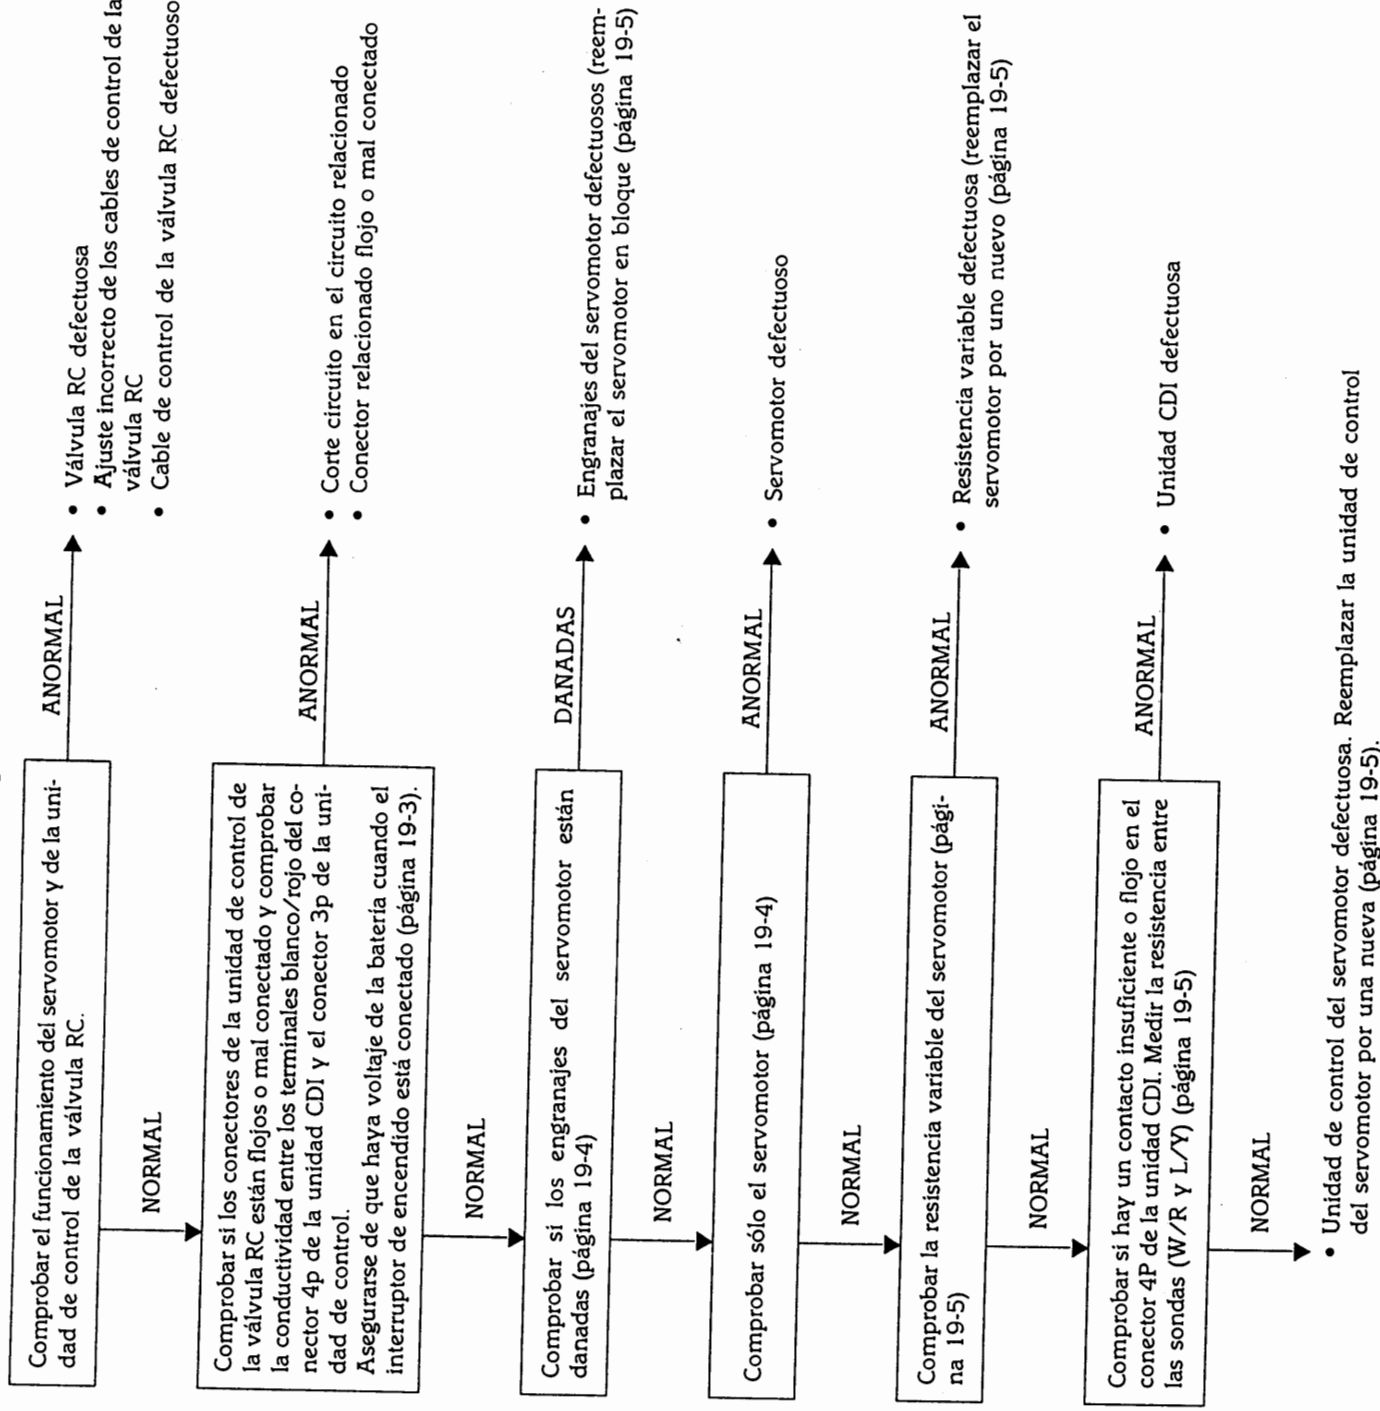 Comprobar el funcionamiento del servomotor y de la uni-
dad de control de la válvula RC.
ANORMAL
• Válvula RC defectuosa
• Ajuste incorrecto de los cables de control de la
válvula RC
• Cable de control de la válvula RC defectuoso
NORMAL
Comprobar si los conectores de la unidad de control de
la válvula RC están flojos o mal conectado y comprobar
la conductividad entre los terminales blanco/rojo del co-
nector 4p de la unidad CDI y el conector 3p de la uni-
dad de control.
Asegurarse de que haya voltaje de la batería cuando el
interruptor de encendido está conectado (página 19-3).
ANORMAL
• Corte circuito en el circuito relacionado
• Conector relacionado flojo o mal conectado
NORMAL
Comprobar si los engranajes del servomotor están
danadas (página 19-4)
DANADAS
• Engranajes del servomotor defectuosos (reem-
plazar el servomotor en bloque (página 19-5)
NORMAL
Comprobar sólo el servomotor (página 19-4)
ANORMAL
• Servomotor defectuoso
NORMAL
Comprobar la resistencia variable del servomotor (pági-
na 19-5)
ANORMAL
• Resistencia variable defectuosa (reemplazar el
servomotor por uno nuevo (página 19-5)
NORMAL
Comprobar si hay un contacto insuficiente o flojo en el
conector 4P de la unidad CDI. Medir la resistencia entre
las sondas (W/R y L/Y) (página 19-5)
ANORMAL
• Unidad CDI defectuosa
NORMAL
• Unidad de control del servomotor defectuosa. Reemplazar la unidad de control
del servomotor por una nueva (página 19-5).